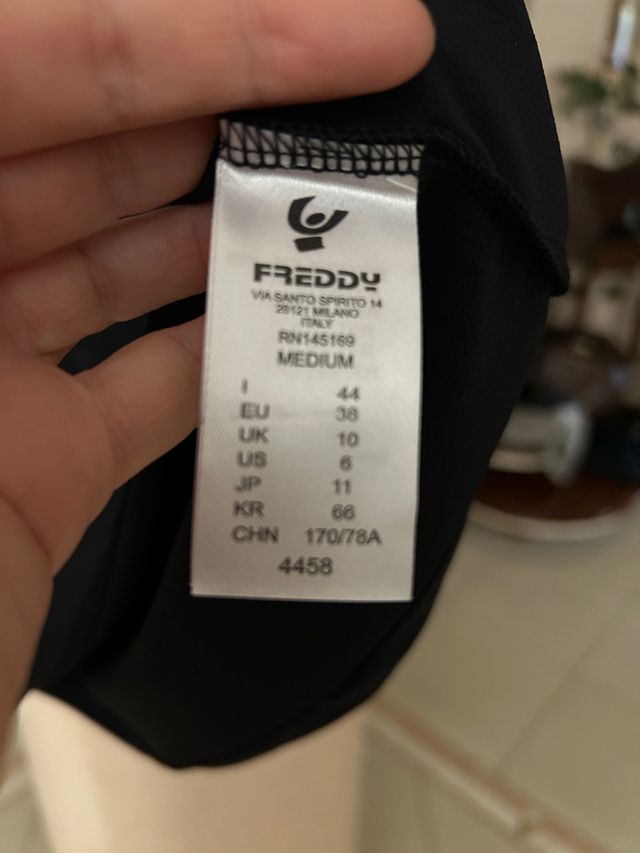 FREDDY
VIA SANTO SPIRITO 14
20121 MILANO
ITALY
RN145169
MEDIUM
I 44
EU 38
UK 10
US 6
JP 11
KR 66
CHN 170/78A
4458